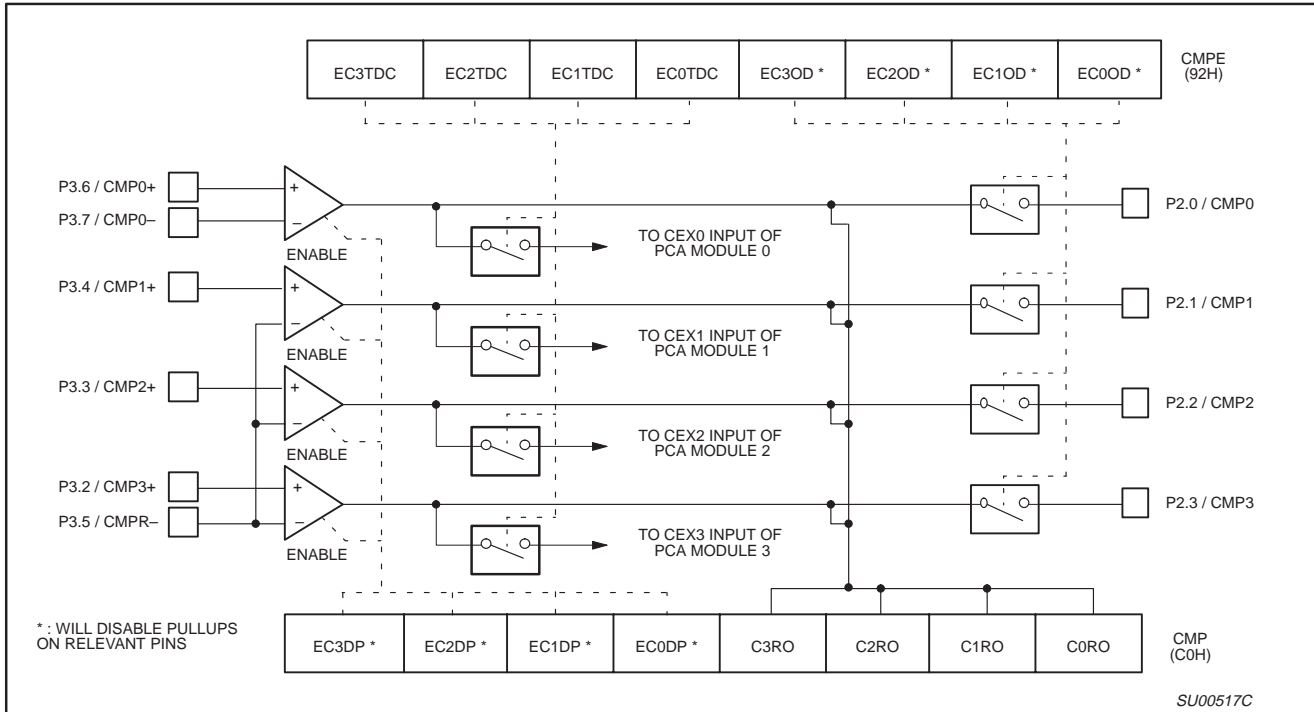 EC3TDC EC2TDC EC1TDC EC0TDC EC3OD * EC2OD * EC1OD * EC0OD *
CMPE
(92H)
P3.6 / CMP0+
P3.7 / CMP0–
+
–
ENABLE
TO CEX0 INPUT OF
PCA MODULE 0
P2.0 / CMP0
P3.4 / CMP1+
+
–
ENABLE
TO CEX1 INPUT OF
PCA MODULE 1
P2.1 / CMP1
P3.3 / CMP2+
+
–
ENABLE
TO CEX2 INPUT OF
PCA MODULE 2
P2.2 / CMP2
P3.2 / CMP3+
P3.5 / CMPR–
+
–
ENABLE
TO CEX3 INPUT OF
PCA MODULE 3
P2.3 / CMP3
* : WILL DISABLE PULLUPS
ON RELEVANT PINS
EC3DP * EC2DP * EC1DP * EC0DP * C3RO C2RO C1RO C0RO
CMP
(C0H)
SU00517C